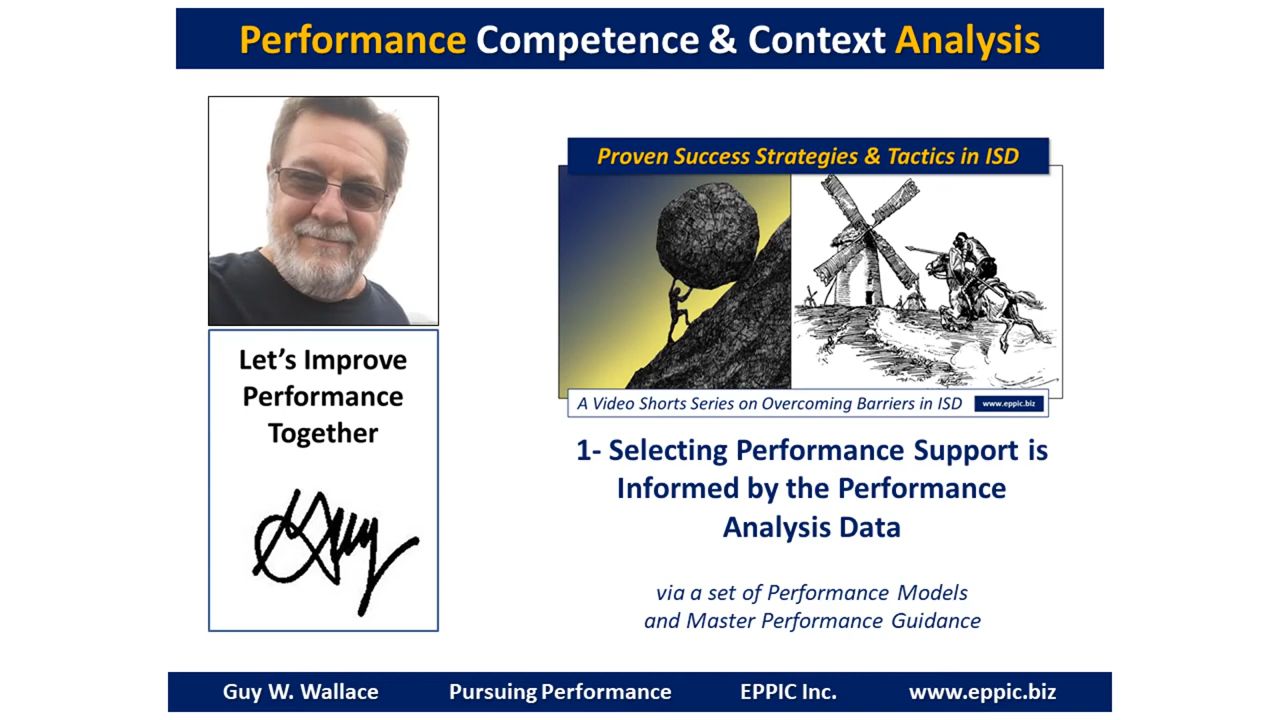 Performance Competence & Context Analysis
Let's Improve
Performance
Together
Guy
Proven Success Strategies & Tactics in ISD
A Video Shorts Series on Overcoming Barriers in ISD www.eppic.biz
1- Selecting Performance Support is
Informed by the Performance
Analysis Data
via a set of Performance Models
and Master Performance Guidance
Guy W. Wallace Pursuing Performance EPPIC Inc. www.eppic.biz